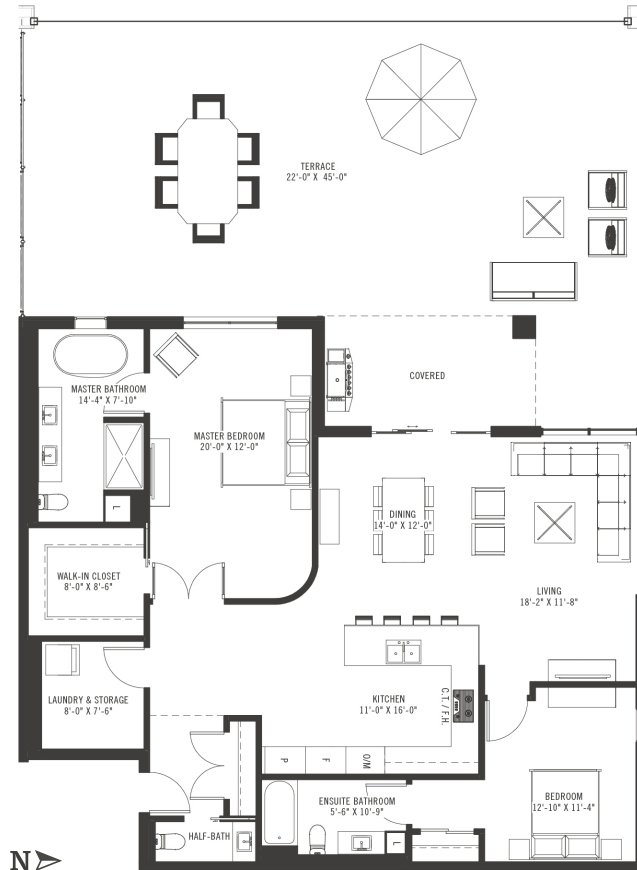 TERRACE
22'-0" X 45'-0"
COVERED
MASTER BATHROOM
14'-4" X 7'-10"
MASTER BEDROOM
20'-0" X 12'-0"
L
DINING
14'-0" X 12'-0"
WALK-IN CLOSET
8'-0" X 8'-6"
LIVING
18'-2" X 11'-8"
LAUNDRY & STORAGE
8'-0" X 7'-6"
KITCHEN
11'-0" X 16'-0"
C.T. / F.H.
P
F
O/M
ENSUITE BATHROOM
5'-6" X 10'-9"
BEDROOM
12'-10" X 11'-4"
HALF-BATH
L
N